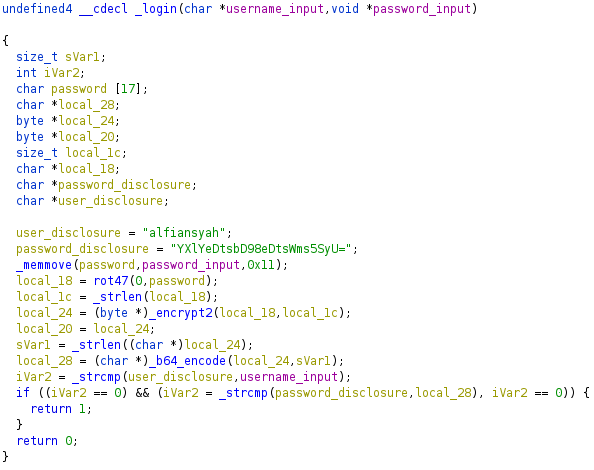 undefined4 __cdecl _login(char *username_input,void *password_input)
{
size_t sVar1;
int iVar2;
char password [17];
char *local_28;
byte *local_24;
byte *local_20;
size_t local_1c;
char *local_18;
char *password_disclosure;
char *user_disclosure;
user_disclosure = "alfiansyah";
password_disclosure = "YXlYeDtsbD98eDtsWms5SyU=";
_memmove(password,password_input,0x11);
local_18 = rot47(0,password);
local_1c = _strlen(local_18);
local_24 = (byte *)_encrypt2(local_18,local_1c);
local_20 = local_24;
sVar1 = _strlen((char *)local_24);
local_28 = (char*)_b64_encode(local_24,sVar1);
iVar2 = _strcmp(user_disclosure,username_input);
if ((iVar2 == 0) && (iVar2 = _strcmp(password_disclosure,local_28), iVar2 == 0)) {
return 1;
}
return 0;
}